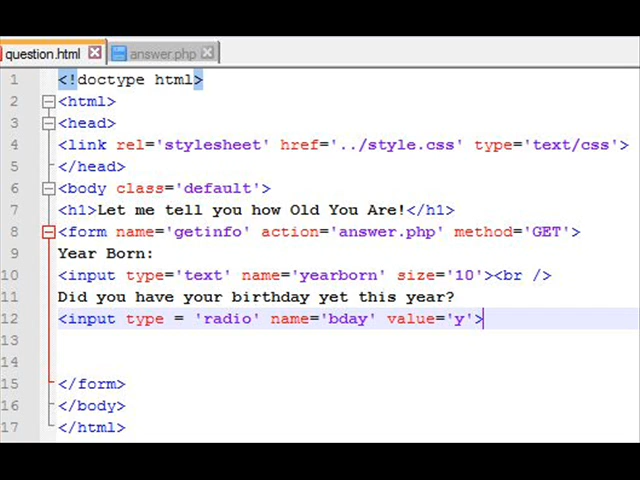 question.html answer.php
1 <!doctype html>
2 <html>
3 <head>
4 <link rel='stylesheet' href='../style.css' type='text/css'>
5 </head>
6 <body class='default'>
7 <h1>Let me tell you how Old You Are!</h1>
8 <form name='getinfo' action='answer.php' method='GET'>
9 Year Born:
10 <input type='text' name='yearborn' size='10'><br />
11 Did you have your birthday yet this year?
12 <input type = 'radio' name='bday' value='y'>
13
14
15 </form>
16 </body>
17 </html>